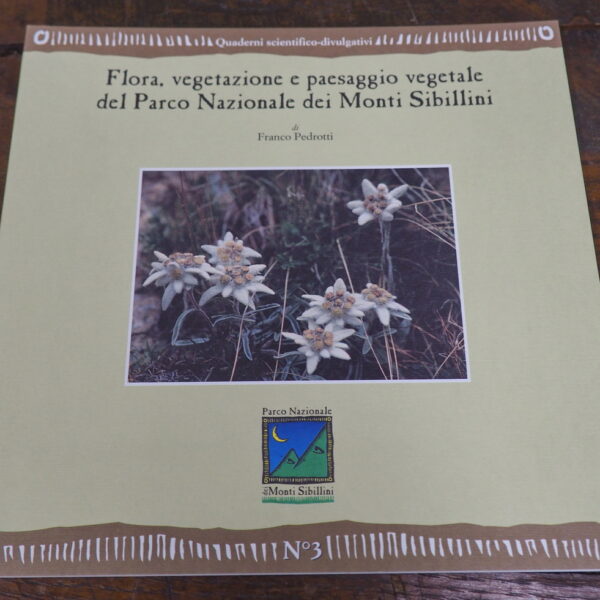 Quaderni scientifico-divulgativi
Flora, vegetazione e paesaggio vegetale
del Parco Nazionale dei Monti Sibillini
di
Franco Pedrotti
Parco Nazionale
dei Monti Sibillini
N°3